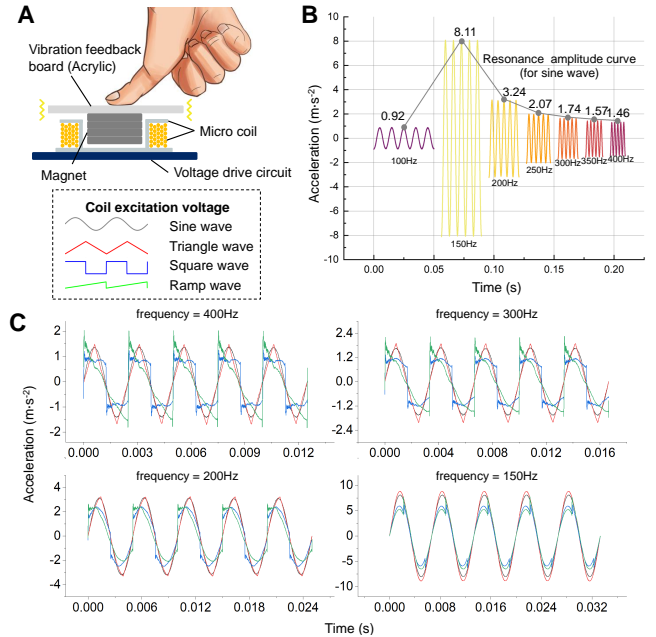 A
Vibration feedback
board (Acrylic)
Micro coil
Magnet
Voltage drive circuit
Coil excitation voltage
Sine wave
Triangle wave
Square wave
Ramp wave
B
Acceleration (m·s-2)
10
8
6
4
2
0
-2
-4
-6
-8
-10
0.00
0.05
0.10
0.15
0.20
Time (s)
Resonance amplitude curve
(for sine wave)
0.92
8.11
3.24
2.07
1.74
1.57
1.46
100Hz
150Hz
200Hz
250Hz
300Hz
350Hz
400Hz
C
Acceleration (m·s-2)
frequency = 400Hz
2
1
0
-1
-2
0.000
0.003
0.006
0.009
0.012
frequency = 300Hz
2.4
1.2
0.0
-1.2
-2.4
0.000
0.004
0.008
0.012
0.016
frequency = 200Hz
4
2
0
-2
-4
0.000
0.006
0.012
0.018
0.024
frequency = 150Hz
10
5
0
-5
-10
0.000
0.008
0.016
0.024
0.032
Time (s)